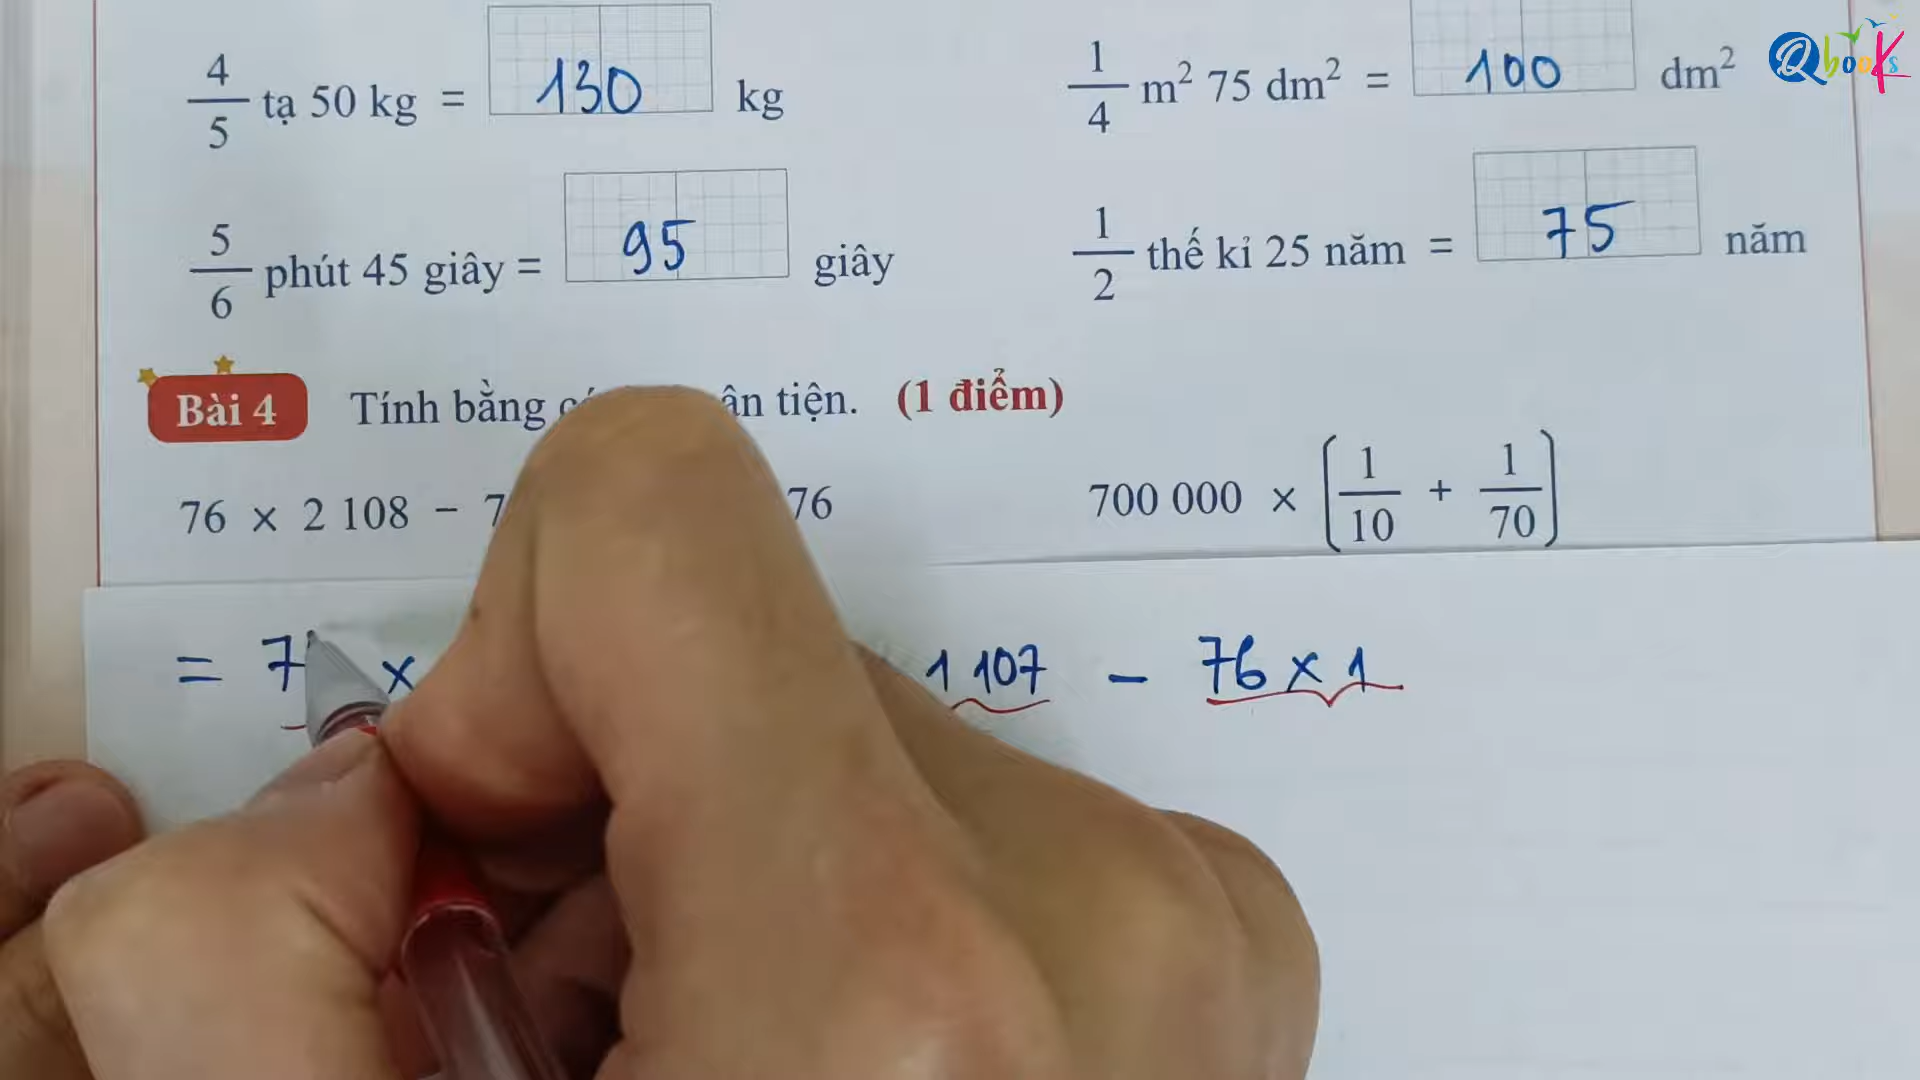 4/5 tạ 50 kg = 130 kg
1/4 m² 75 dm² = 100 dm²
5/6 phút 45 giây = 95 giây
1/2 thế kỉ 25 năm = 75 năm
Bài 4 Tính bằng tiện. (1 điểm)
76 × 2 108 − 76
700 000 × (1/10 + 1/70)
= 7 × 1 107 − 76 × 1
Qbooks